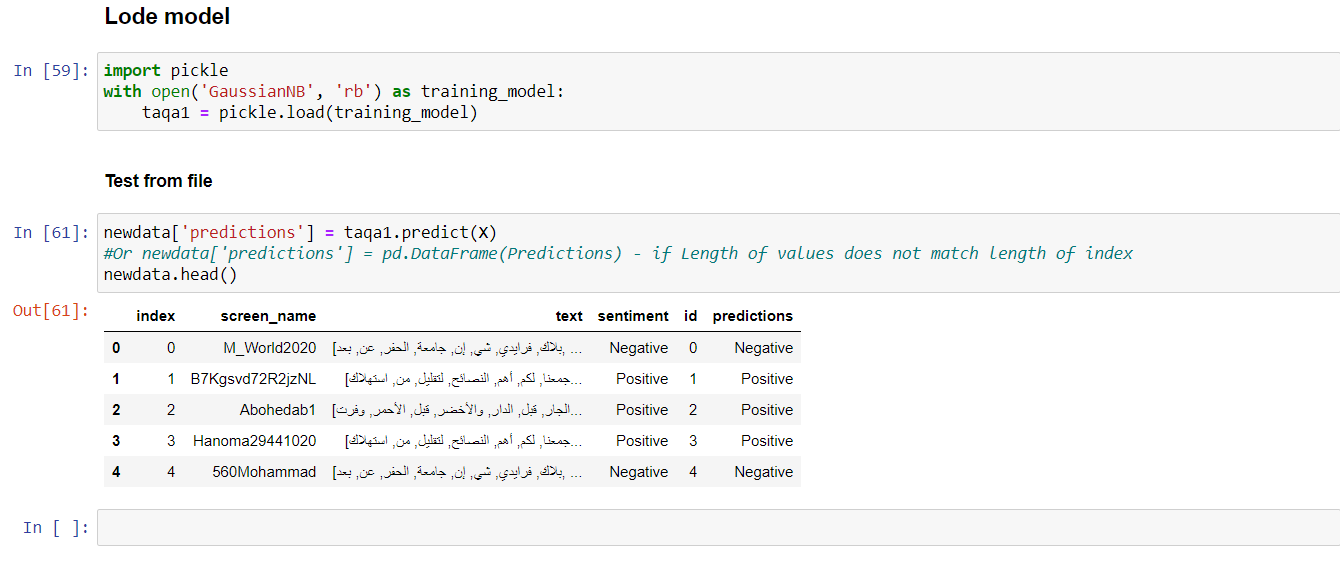 Lode model
In [59]: import pickle
with open('GaussianNB', 'rb') as training_model:
    taqa1 = pickle.load(training_model)
Test from file
In [61]: newdata['predictions'] = taqa1.predict(X)
#Or newdata['predictions'] = pd.DataFrame(Predictions) - if Length of values does not match length of index
newdata.head()
Out[61]:
index screen_name text sentiment id predictions
0 0 M_World2020 [بلاك, فرايدي, شي, إن, جامعة, الحفر, عن, بعد, ... Negative 0 Negative
1 1 B7Kgsvd72R2jzNL [جمعنا, لكم, أهم, النصائح, لتقليل, من, استهلاك... Positive 1 Positive
2 2 Abohedab1 [الجار, قبل, الدار, والأخضر, قبل, الأحمر, وفرت... Positive 2 Positive
3 3 Hanoma29441020 [جمعنا, لكم, أهم, النصائح, لتقليل, من, استهلاك... Positive 3 Positive
4 4 560Mohammad [بلاك, فرايدي, شي, إن, جامعة, الحفر, عن, بعد, ... Negative 4 Negative
In [ ]: